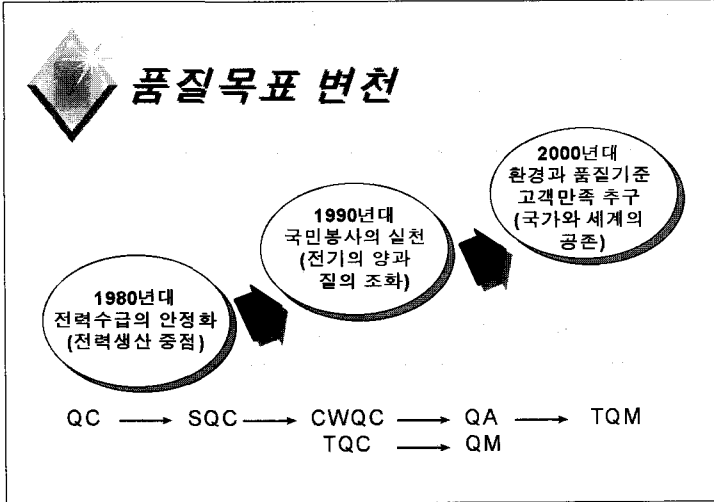 품질목표 변천
2000년대
환경과 품질기준
고객만족 추구
(국가와 세계의
공존)
1990년대
국민봉사의 실천
(전기의 양과
질의 조화)
1980년대
전력수급의 안정화
(전력생산 중점)
QC → SQC → CWQC → QA → TQM
TQC → QM